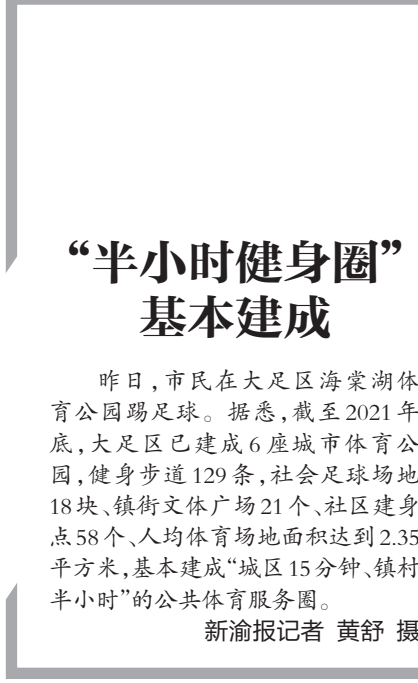 “半小时健身圈”
基本建成
昨日，市民在大足区海棠湖体
育公园踢足球。据悉，截至2021年
底，大足区已建成6座城市体育公
园，健身步道129条，社会足球场地
18块、镇街文体广场21个、社区建身
点58个、人均体育场地面积达到2.35
平方米，基本建成“城区15分钟、镇村
半小时”的公共体育服务圈。
新渝报记者 黄舒 摄